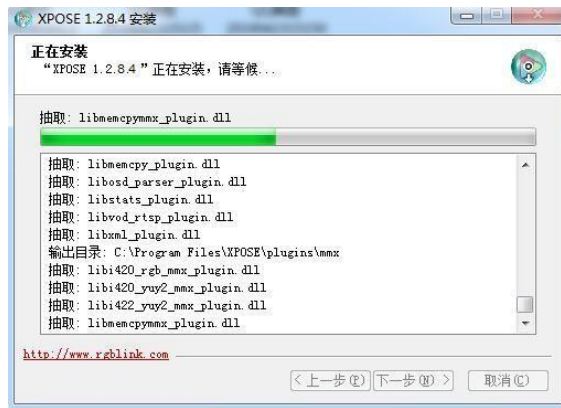 XPOSE 1.2.8.4 安装
正在安装
“XPOSE 1.2.8.4 ”正在安装，请等候...
抽取: libmemcpymmx_plugin.dll
抽取: libmemcpy_plugin.dll
抽取: libosd_parser_plugin.dll
抽取: libstats_plugin.dll
抽取: libvod_rtsp_plugin.dll
抽取: libxml_plugin.dll
输出目录: C:\Program Files\XPOSE\plugins\mmx
抽取: libi420_rgb_mmx_plugin.dll
抽取: libi420_yuy2_mmx_plugin.dll
抽取: libi422_yuy2_mmx_plugin.dll
抽取: libmemcpymmx_plugin.dll
http://www.rgblink.com
< 上一步(P) 下一步(N) > 取消(C)